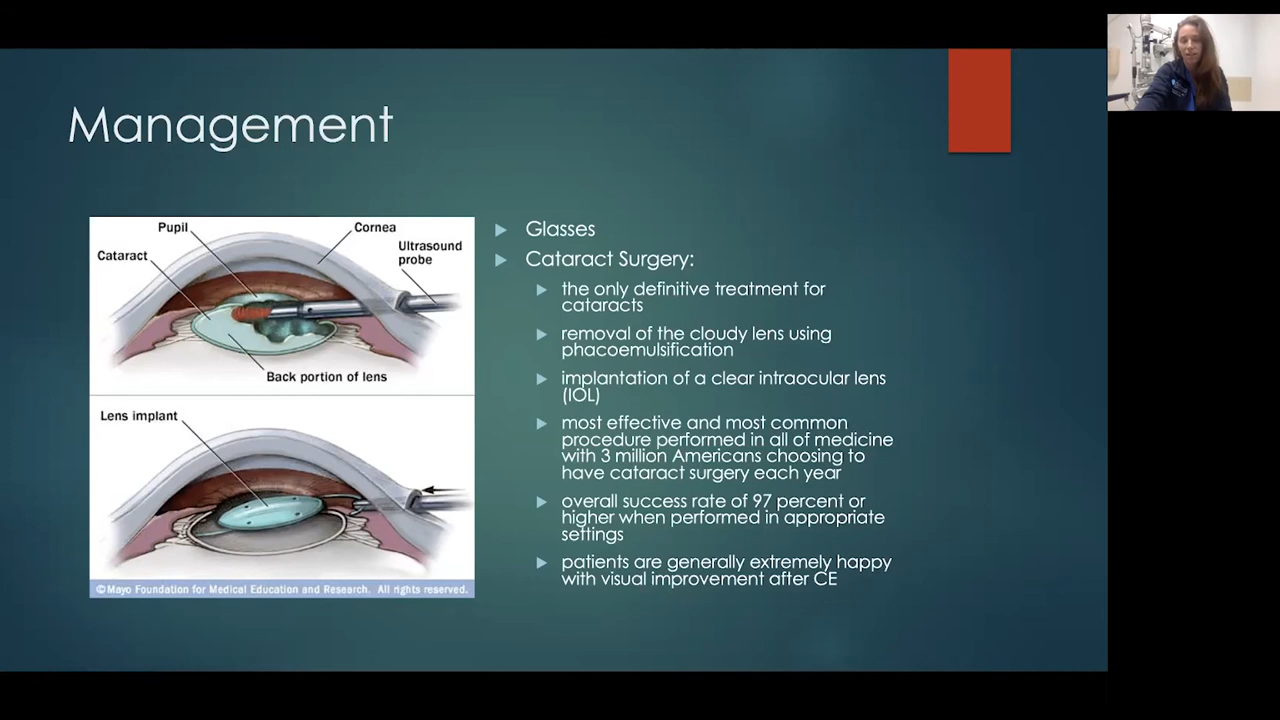 Management
Pupil
Cornea
Cataract
Ultrasound
probe
Back portion of lens
Lens implant
©Mayo Foundation for Medical Education and Research. All rights reserved.
Glasses
Cataract Surgery:
the only definitive treatment for
cataracts
removal of the cloudy lens using
phacoemulsification
implantation of a clear intraocular lens
(IOL)
most effective and most common
procedure performed in all of medicine
with 3 million Americans choosing to
have cataract surgery each year
overall success rate of 97 percent or
higher when performed in appropriate
settings
patients are generally extremely happy
with visual improvement after CE